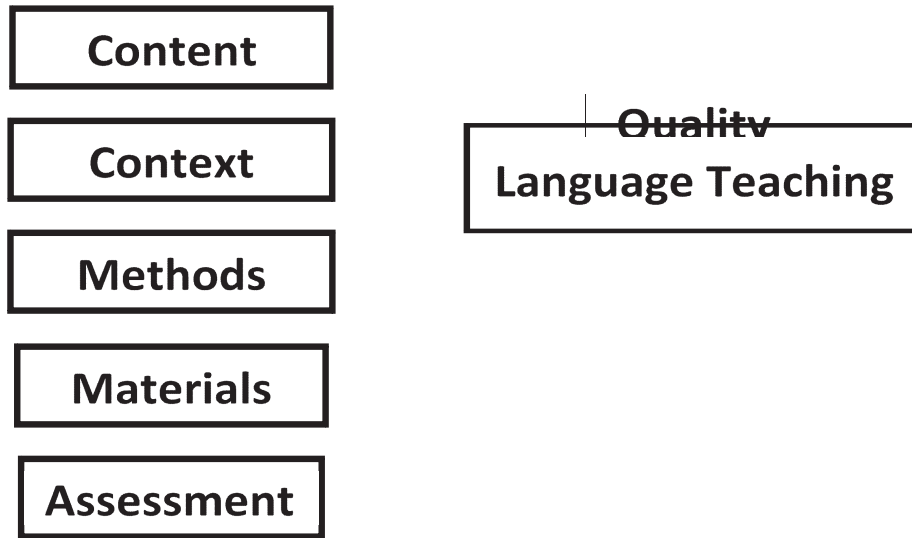 Content
Context
Methods
Materials
Assessment
Quality
Language Teaching